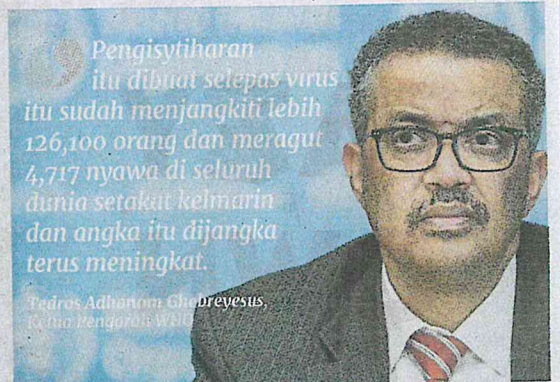 Pengisytiharan
itu dibuat selepas virus
itu sudah menjangkiti lebih
126,100 orang dan meragut
4,717 nyawa di seluruh
dunia setakat kelmarin
dan angka itu dijangka
terus meningkat.
Tedros Adhanom Ghebreyesus,
Ketua Pengarah WHO